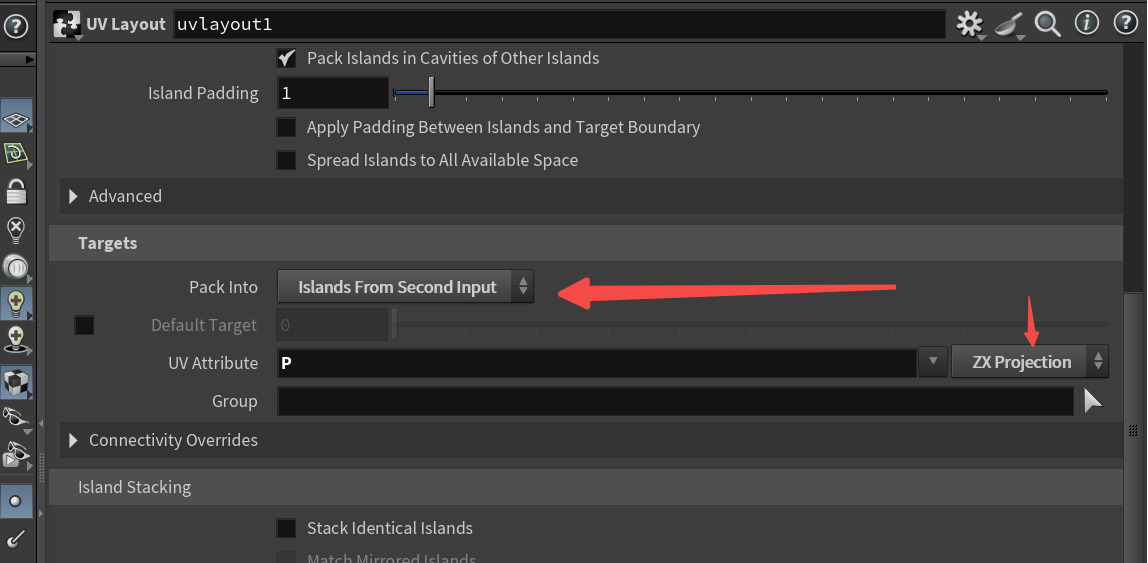 UV Layout uvlayout1
Pack Islands in Cavities of Other Islands
Island Padding 1
Apply Padding Between Islands and Target Boundary
Spread Islands to All Available Space
Advanced
Targets
Pack Into Islands From Second Input
Default Target 0
UV Attribute P ZX Projection
Group
Connectivity Overrides
Island Stacking
Stack Identical Islands
Match Mirrored Islands